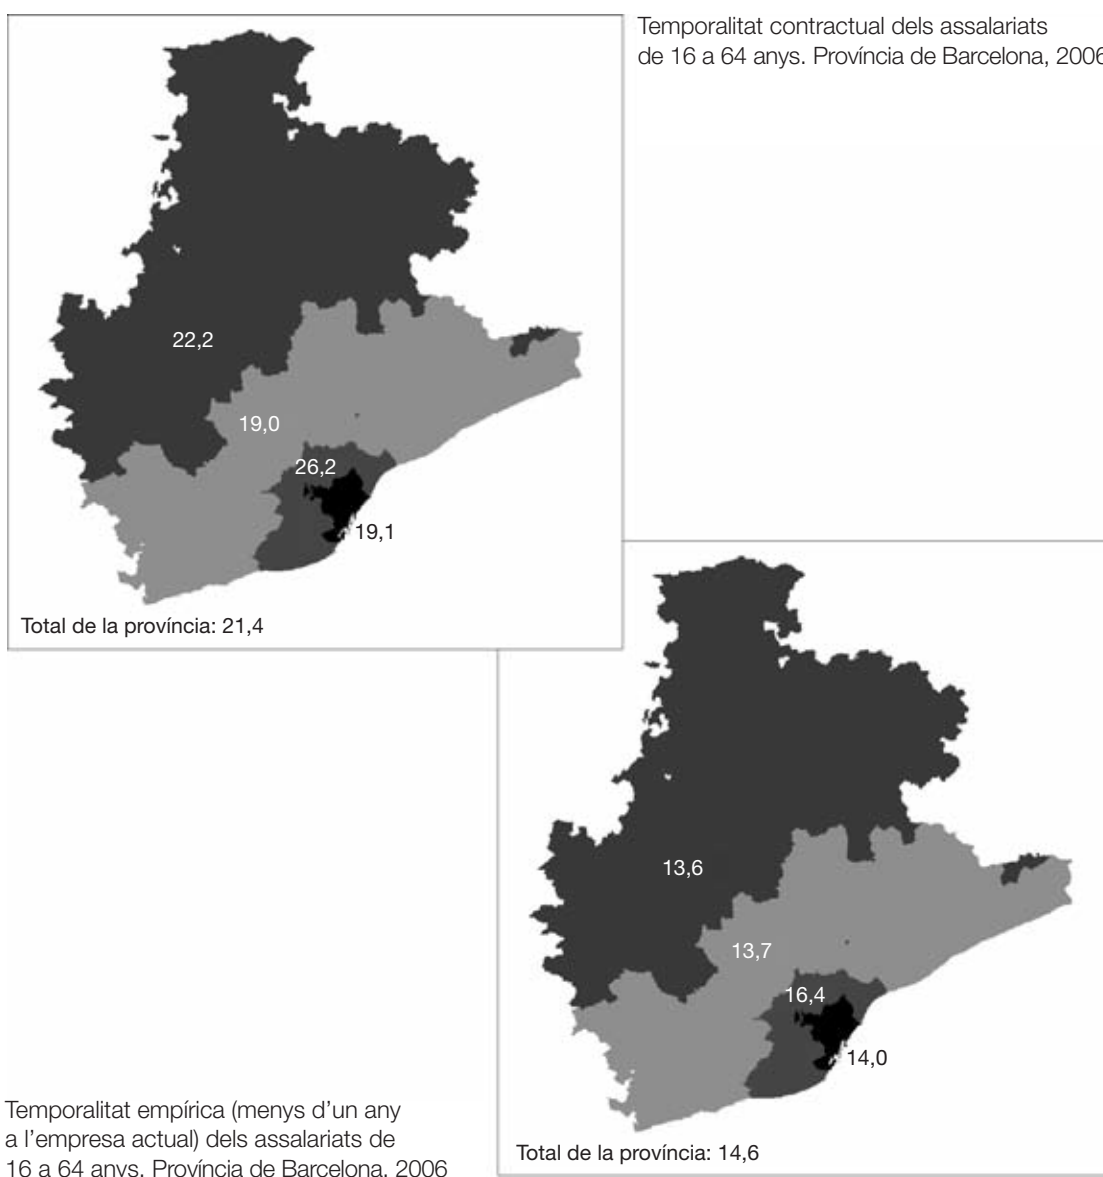 Temporalitat contractual dels assalariats
de 16 a 64 anys. Província de Barcelona, 2006
22,2
19,0
26,2
19,1
Total de la província: 21,4
13,6
13,7
16,4
14,0
Total de la província: 14,6
Temporalitat empírica (menys d’un any
a l’empresa actual) dels assalariats de
16 a 64 anys. Província de Barcelona, 2006